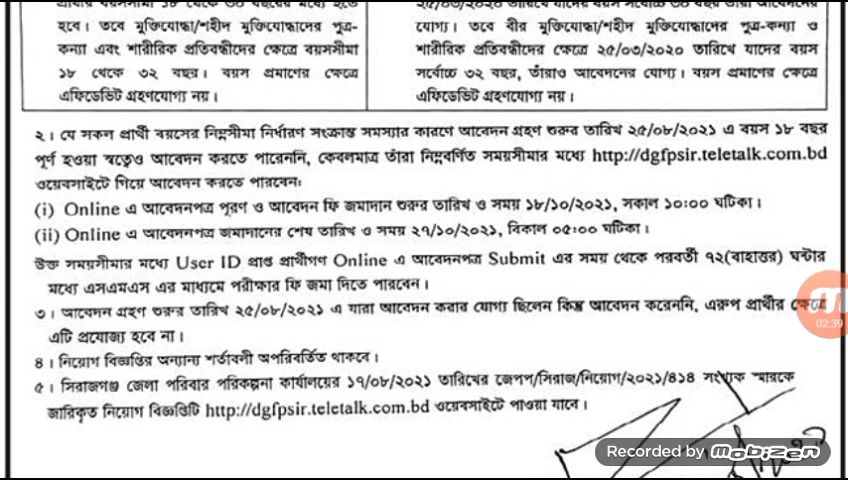 হবে। তবে মুক্তিযোদ্ধা/শহীদ মুক্তিযোদ্ধাদের পুত্র-
কন্যা এবং শারীরিক প্রতিবন্ধীদের ক্ষেত্রে বয়সসীমা
১৮ থেকে ৩২ বছর। বয়স প্রমাণের ক্ষেত্রে
এফিডেভিট গ্রহণযোগ্য নয়।
২৫/০৩/২০২০ তারিখে যাদের বয়স সর্বোচ্চ ৩০ বছর তাঁরা আবেদনের
যোগ্য। তবে বীর মুক্তিযোদ্ধা/শহীদ মুক্তিযোদ্ধাদের পুত্র-কন্যা ও
শারীরিক প্রতিবন্ধীদের ক্ষেত্রে ২৫/০৩/২০২০ তারিখে যাদের বয়স
সর্বোচ্চ ৩২ বছর, তাঁরাও আবেদনের যোগ্য। বয়স প্রমাণের ক্ষেত্রে
এফিডেভিট গ্রহণযোগ্য নয়।
২। যে সকল প্রার্থী বয়সের নিম্নসীমা নির্ধারণ সংক্রান্ত সমস্যার কারণে আবেদন গ্রহণ শুরুর তারিখ ২৫/০৮/২০২১ এ বয়স ১৮ বছর
পূর্ণ হওয়া স্বত্বেও আবেদন করতে পারেননি, কেবলমাত্র তাঁরা নিম্নবর্ণিত সময়সীমার মধ্যে http://dgfpsir.teletalk.com.bd
ওয়েবসাইটে গিয়ে আবেদন করতে পারবেন:
(i) Online এ আবেদনপত্র পূরণ ও আবেদন ফি জমাদান শুরুর তারিখ ও সময় ১৮/১০/২০২১, সকাল ১০:০০ ঘটিকা।
(ii) Online এ আবেদনপত্র জমাদানের শেষ তারিখ ও সময় ২৭/১০/২০২১, বিকাল ০৫:০০ ঘটিকা।
উক্ত সময়সীমার মধ্যে User ID প্রাপ্ত প্রার্থীগণ Online এ আবেদনপত্র Submit এর সময় থেকে পরবর্তী ৭২(বাহাত্তর) ঘন্টার
মধ্যে এসএমএস এর মাধ্যমে পরীক্ষার ফি জমা দিতে পারবেন।
৩। আবেদন গ্রহণ শুরুর তারিখ ২৫/০৮/২০২১ এ যারা আবেদন করার যোগ্য ছিলেন কিন্তু আবেদন করেননি, এরুপ প্রার্থীর ক্ষেত্রে
এটি প্রযোজ্য হবে না।
৪। নিয়োগ বিজ্ঞপ্তির অন্যান্য শর্তাবলী অপরিবর্তিত থাকবে।
৫। সিরাজগঞ্জ জেলা পরিবার পরিকল্পনা কার্যালয়ের ১৭/০৮/২০২১ তারিখের জেপপ/সিরাজ/নিয়োগ/২০২১/৪১৪ সংখ্যক স্মারকে
জারিকৃত নিয়োগ বিজ্ঞপ্তিটি http://dgfpsir.teletalk.com.bd ওয়েবসাইটে পাওয়া যাবে।
02:39
Recorded by Mobizen